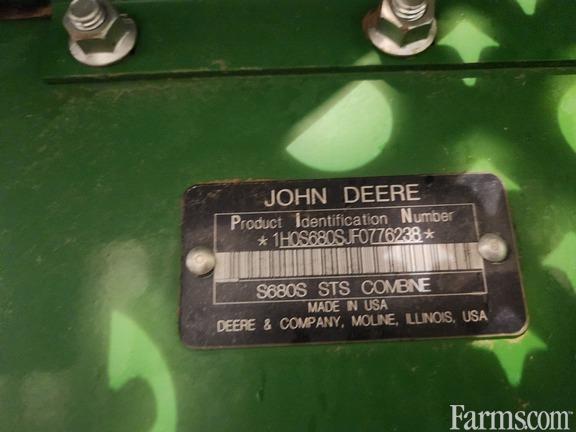 JOHN DEERE
Product Identification Number
*1H0S680SJF0776238*
S680S STS COMBINE
MADE IN USA
DEERE & COMPANY, MOLINE, ILLINOIS, USA
Farms.com